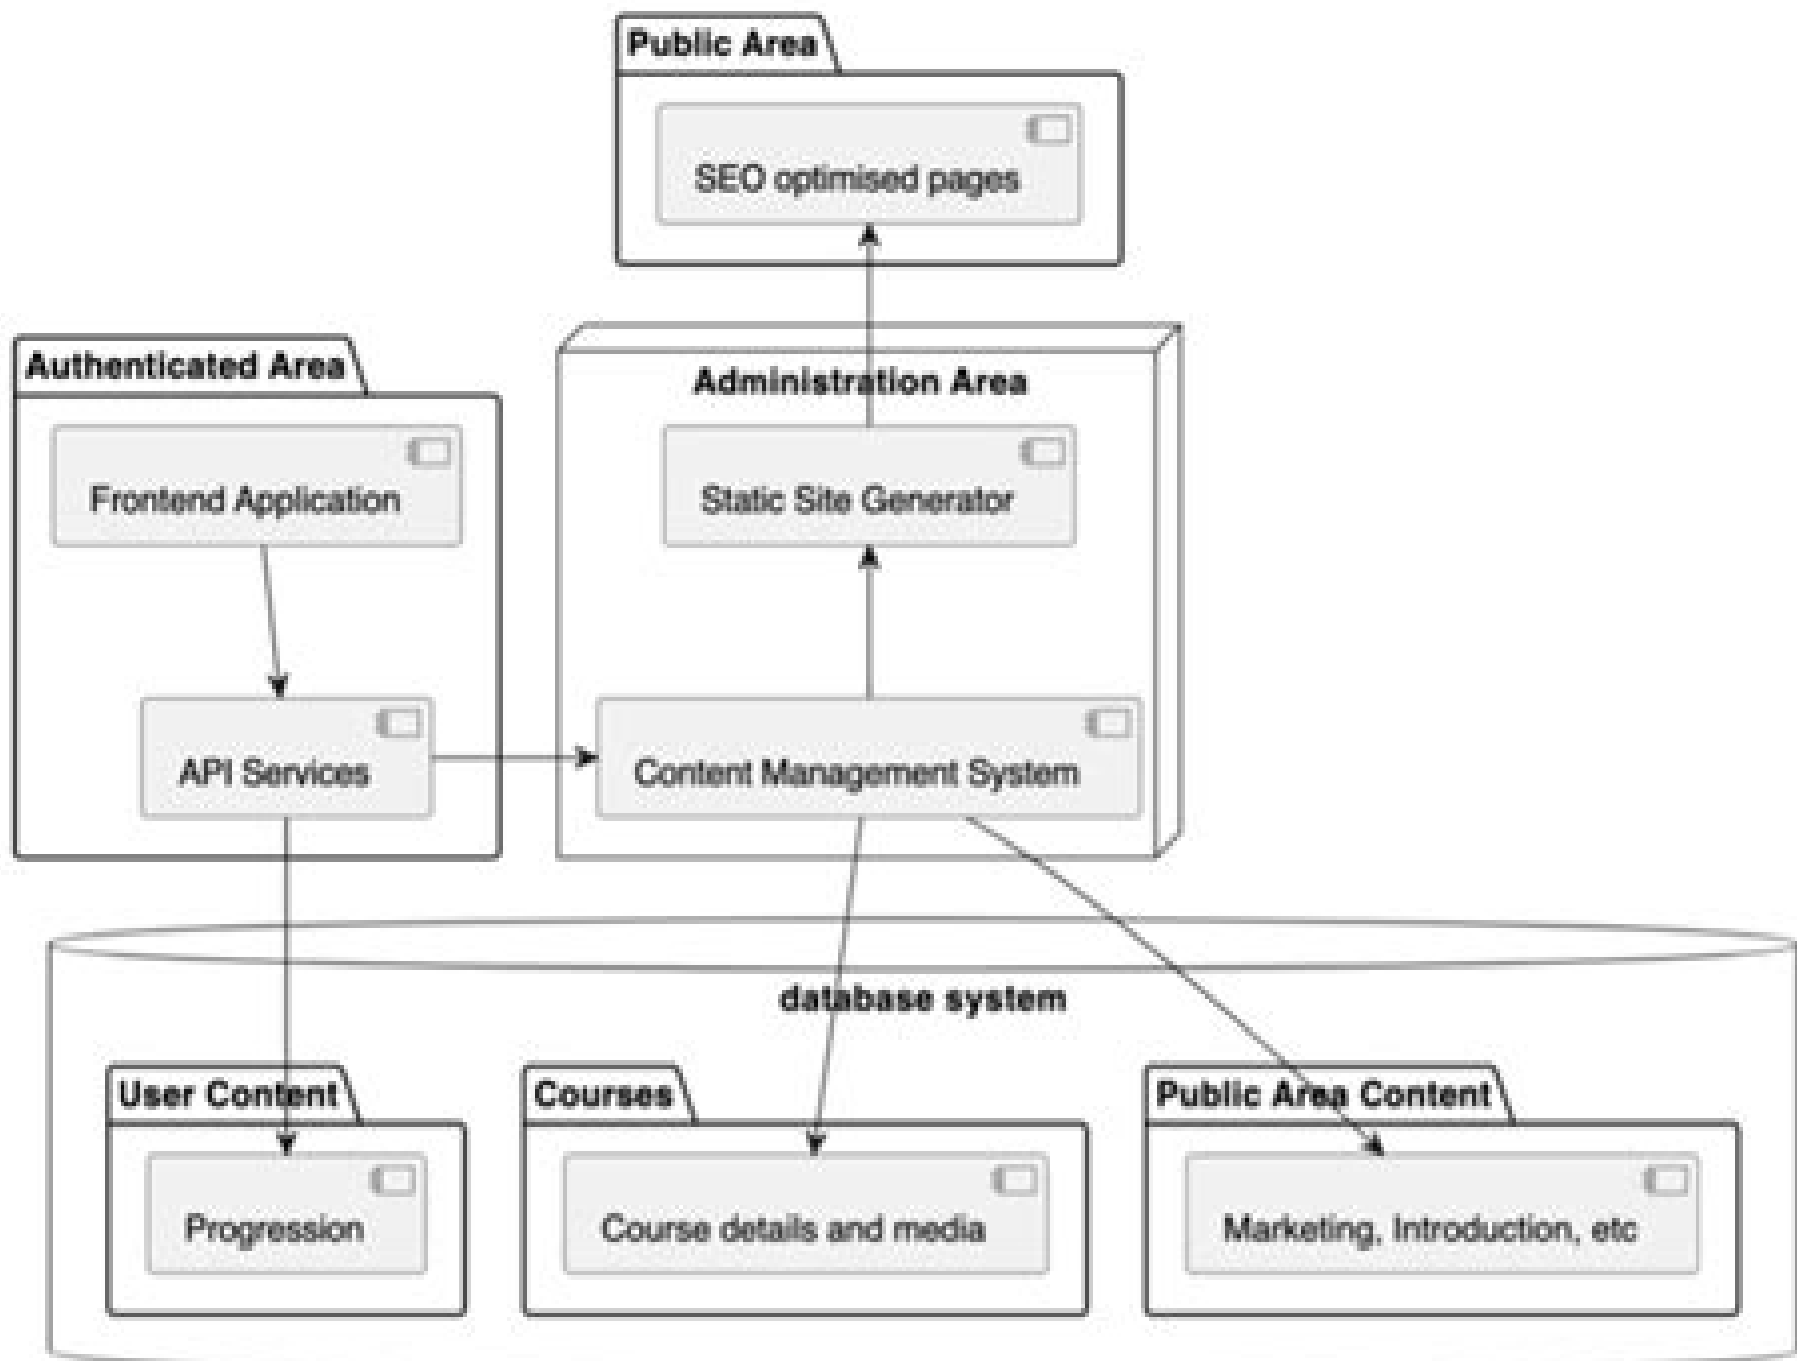 Public Area
SEO optimised pages
Authenticated Area
Administration Area
Frontend Application
Static Site Generator
API Services
Content Management System
database system
User Content
Courses
Public Area Content
Progression
Course details and media
Marketing, Introduction, etc